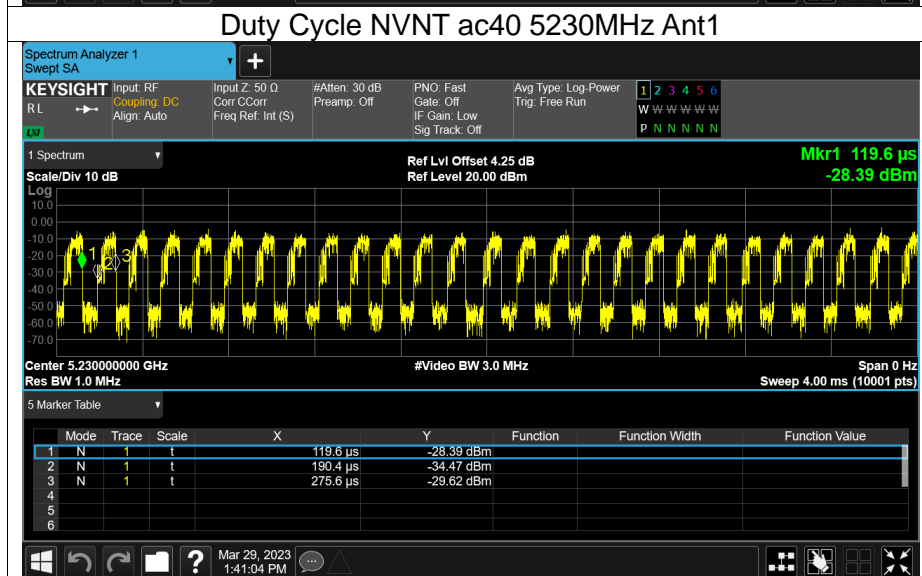 Duty Cycle NVNT ac40 5230MHz Ant1
Spectrum Analyzer 1
Swept SA
+
KEYSIGHT Input: RF Input Z: 50 Ω #Atten: 30 dB PNO: Fast Avg Type: Log-Power 1 2 3 4 5 6
RL Coupling: DC Corr CCorr Preamp: Off Gate: Off Trig: Free Run W W W W W W
Align: Auto Freq Ref: Int (S) IF Gain: Low
LXI Sig Track: Off P N N N N N
1 Spectrum Ref Lvl Offset 4.25 dB Mkr1 119.6 µs
Scale/Div 10 dB Ref Level 20.00 dBm -28.39 dBm
Log
10.0
0.00
-10.0
-20.0
-30.0
-40.0
-50.0
-60.0
-70.0
1 2 3
Center 5.230000000 GHz #Video BW 3.0 MHz Span 0 Hz
Res BW 1.0 MHz Sweep 4.00 ms (10001 pts)
5 Marker Table
Mode Trace Scale X Y Function Function Width Function Value
1 N 1 t 119.6 µs -28.39 dBm
2 N 1 t 190.4 µs -34.47 dBm
3 N 1 t 275.6 µs -29.62 dBm
4
5
6
? Mar 29, 2023
1:41:04 PM